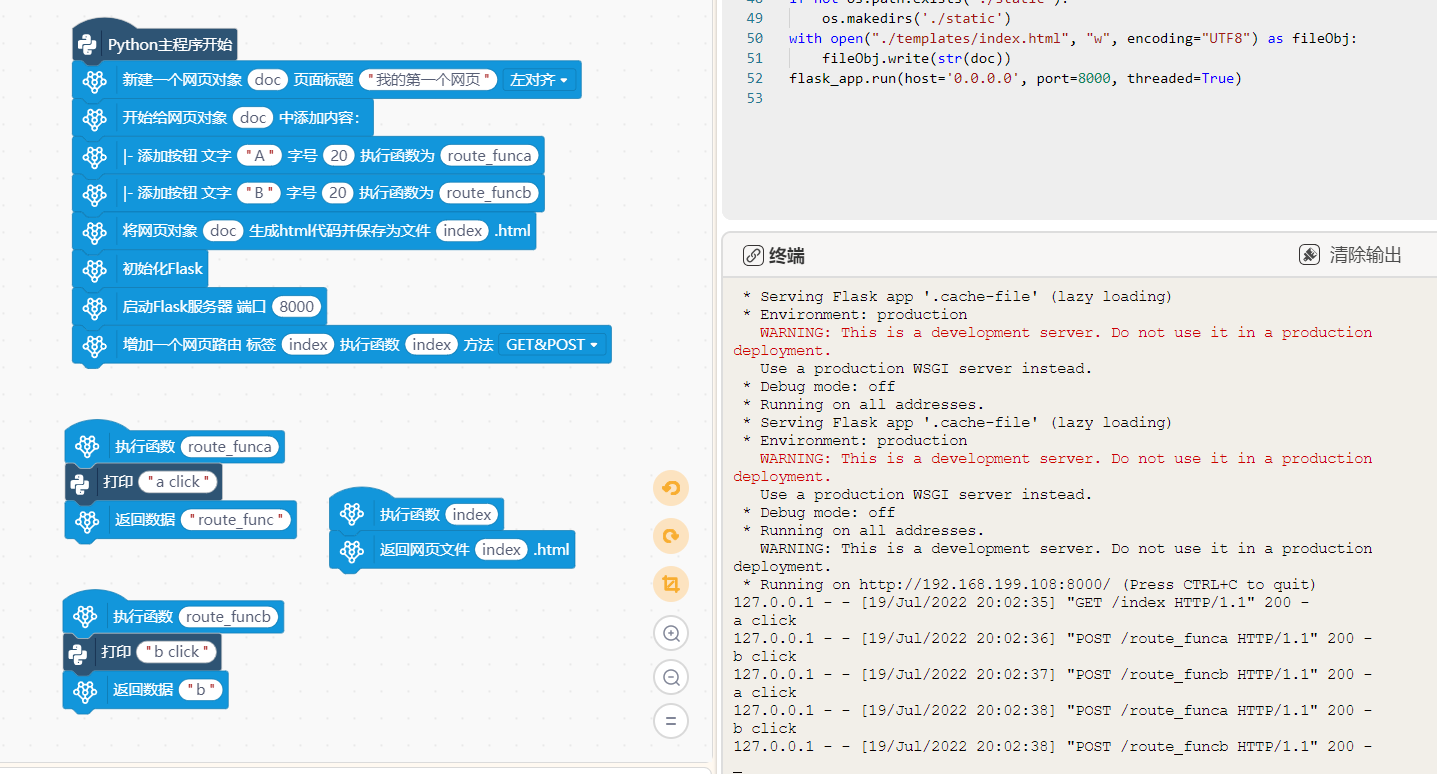 Python主程序开始
新建一个网页对象 doc 页面标题 "我的第一个网页" 左对齐
开始给网页对象 doc 中添加内容:
|- 添加按钮 文字 "A" 字号 20 执行函数为 route_funca
|- 添加按钮 文字 "B" 字号 20 执行函数为 route_funcb
将网页对象 doc 生成html代码并保存为文件 index .html
初始化Flask
启动Flask服务器 端口 8000
增加一个网页路由 标签 index 执行函数 index 方法 GET&POST
执行函数 route_funca
打印 "a click"
返回数据 "route_func"
执行函数 index
返回网页文件 index .html
执行函数 route_funcb
打印 "b click"
返回数据 "b"
49 os.makedirs('./static')
50 with open("./templates/index.html", "w", encoding="UTF8") as fileObj:
51 fileObj.write(str(doc))
52 flask_app.run(host='0.0.0.0', port=8000, threaded=True)
53
终端 清除输出
* Serving Flask app '.cache-file' (lazy loading)
* Environment: production
WARNING: This is a development server. Do not use it in a production
deployment.
Use a production WSGI server instead.
* Debug mode: off
* Running on all addresses.
* Serving Flask app '.cache-file' (lazy loading)
* Environment: production
WARNING: This is a development server. Do not use it in a production
deployment.
Use a production WSGI server instead.
* Debug mode: off
* Running on all addresses.
WARNING: This is a development server. Do not use it in a production
deployment.
* Running on http://192.168.199.108:8000/ (Press CTRL+C to quit)
127.0.0.1 - - [19/Jul/2022 20:02:35] "GET /index HTTP/1.1" 200 -
a click
127.0.0.1 - - [19/Jul/2022 20:02:36] "POST /route_funca HTTP/1.1" 200 -
b click
127.0.0.1 - - [19/Jul/2022 20:02:37] "POST /route_funcb HTTP/1.1" 200 -
a click
127.0.0.1 - - [19/Jul/2022 20:02:38] "POST /route_funca HTTP/1.1" 200 -
b click
127.0.0.1 - - [19/Jul/2022 20:02:38] "POST /route_funcb HTTP/1.1" 200 -